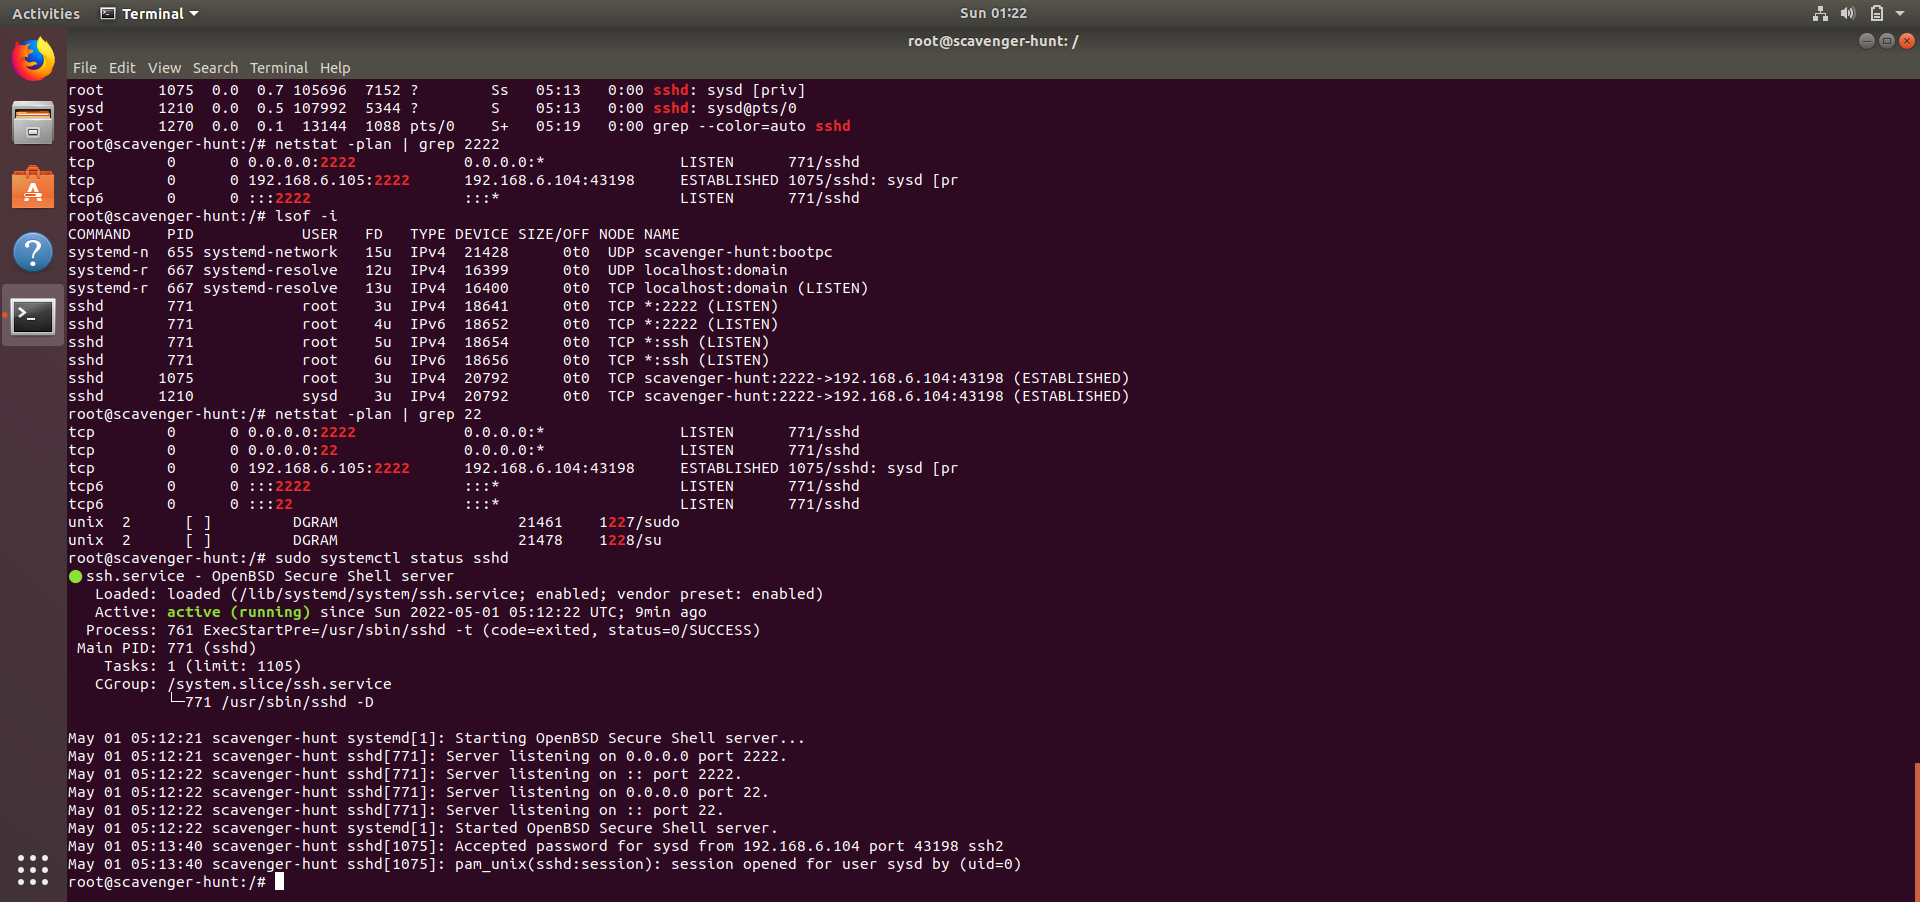 Activities Terminal Sun 01:22
root@scavenger-hunt: /
File Edit View Search Terminal Help
root      1075  0.0  0.7 105696  7152 ?        Ss   05:13   0:00 sshd: sysd [priv]
sysd      1210  0.0  0.5 107992  5344 ?        S    05:13   0:00 sshd: sysd@pts/0
root      1270  0.0  0.1  13144  1088 pts/0    S+   05:19   0:00 grep --color=auto sshd
root@scavenger-hunt:/# netstat -plan | grep 2222
tcp        0      0 0.0.0.0:2222            0.0.0.0:*               LISTEN      771/sshd
tcp        0      0 192.168.6.105:2222      192.168.6.104:43198     ESTABLISHED 1075/sshd: sysd [pr
tcp6       0      0 :::2222                 :::*                    LISTEN      771/sshd
root@scavenger-hunt:/# lsof -i
COMMAND    PID            USER   FD   TYPE DEVICE SIZE/OFF NODE NAME
systemd-n  655 systemd-network   15u  IPv4  21428      0t0  UDP scavenger-hunt:bootpc
systemd-r  667 systemd-resolve   12u  IPv4  16399      0t0  UDP localhost:domain
systemd-r  667 systemd-resolve   13u  IPv4  16400      0t0  TCP localhost:domain (LISTEN)
sshd       771            root    3u  IPv4  18641      0t0  TCP *:2222 (LISTEN)
sshd       771            root    4u  IPv6  18652      0t0  TCP *:2222 (LISTEN)
sshd       771            root    5u  IPv4  18654      0t0  TCP *:ssh (LISTEN)
sshd       771            root    6u  IPv6  18656      0t0  TCP *:ssh (LISTEN)
sshd      1075            root    3u  IPv4  20792      0t0  TCP scavenger-hunt:2222->192.168.6.104:43198 (ESTABLISHED)
sshd      1210            sysd    3u  IPv4  20792      0t0  TCP scavenger-hunt:2222->192.168.6.104:43198 (ESTABLISHED)
root@scavenger-hunt:/# netstat -plan | grep 22
tcp        0      0 0.0.0.0:2222            0.0.0.0:*               LISTEN      771/sshd
tcp        0      0 0.0.0.0:22              0.0.0.0:*               LISTEN      771/sshd
tcp        0      0 192.168.6.105:2222      192.168.6.104:43198     ESTABLISHED 1075/sshd: sysd [pr
tcp6       0      0 :::2222                 :::*                    LISTEN      771/sshd
tcp6       0      0 :::22                   :::*                    LISTEN      771/sshd
unix  2      [ ]         DGRAM                    21461    1227/sudo
unix  2      [ ]         DGRAM                    21478    1228/su
root@scavenger-hunt:/# sudo systemctl status sshd
● ssh.service - OpenBSD Secure Shell server
   Loaded: loaded (/lib/systemd/system/ssh.service; enabled; vendor preset: enabled)
   Active: active (running) since Sun 2022-05-01 05:12:22 UTC; 9min ago
  Process: 761 ExecStartPre=/usr/sbin/sshd -t (code=exited, status=0/SUCCESS)
 Main PID: 771 (sshd)
    Tasks: 1 (limit: 1105)
   CGroup: /system.slice/ssh.service
           └─771 /usr/sbin/sshd -D
May 01 05:12:21 scavenger-hunt systemd[1]: Starting OpenBSD Secure Shell server...
May 01 05:12:21 scavenger-hunt sshd[771]: Server listening on 0.0.0.0 port 2222.
May 01 05:12:22 scavenger-hunt sshd[771]: Server listening on :: port 2222.
May 01 05:12:22 scavenger-hunt sshd[771]: Server listening on 0.0.0.0 port 22.
May 01 05:12:22 scavenger-hunt sshd[771]: Server listening on :: port 22.
May 01 05:12:22 scavenger-hunt systemd[1]: Started OpenBSD Secure Shell server.
May 01 05:13:40 scavenger-hunt sshd[1075]: Accepted password for sysd from 192.168.6.104 port 43198 ssh2
May 01 05:13:40 scavenger-hunt sshd[1075]: pam_unix(sshd:session): session opened for user sysd by (uid=0)
root@scavenger-hunt:/#